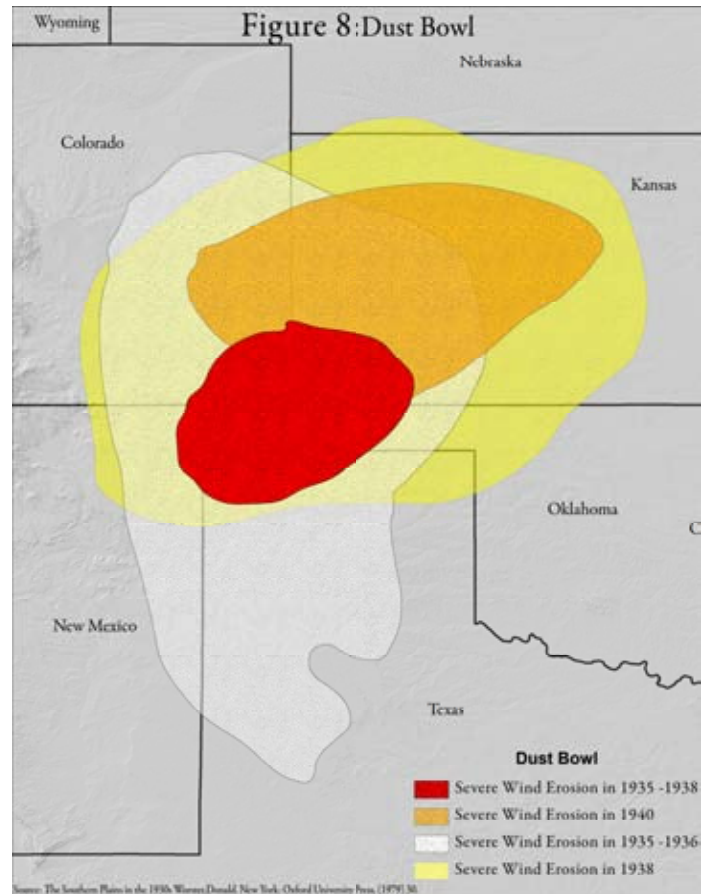 Wyoming
Figure 8:Dust Bowl
Nebraska
Colorado
Kansas
Oklahoma
C
New Mexico
Texas
Dust Bowl
Severe Wind Erosion in 1935 -1938
Severe Wind Erosion in 1940
Severe Wind Erosion in 1935 -1936
Severe Wind Erosion in 1938
Source: The Southern Plains in the 1930s Worster,Donald. New York: Oxford University Press, (1979) 30.